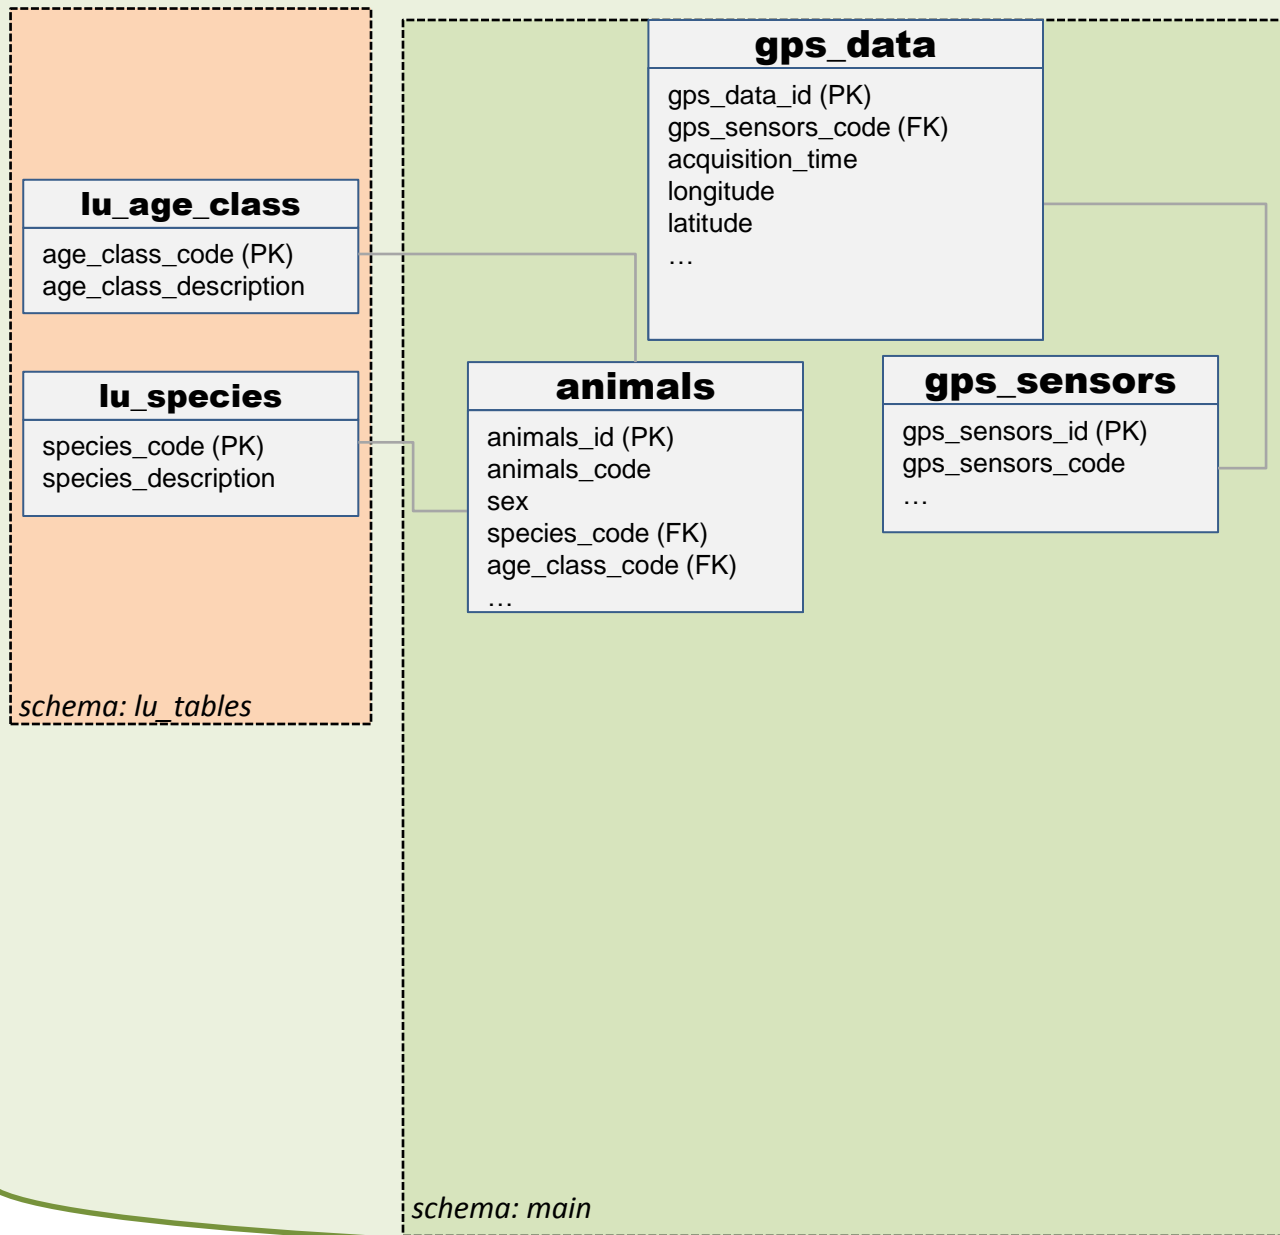 gps_data
gps_data_id (PK)
gps_sensors_code (FK)
acquisition_time
longitude
latitude
…
lu_age_class
age_class_code (PK)
age_class_description
lu_species
species_code (PK)
species_description
animals
animals_id (PK)
animals_code
sex
species_code (FK)
age_class_code (FK)
…
gps_sensors
gps_sensors_id (PK)
gps_sensors_code
…
schema: lu_tables
schema: main